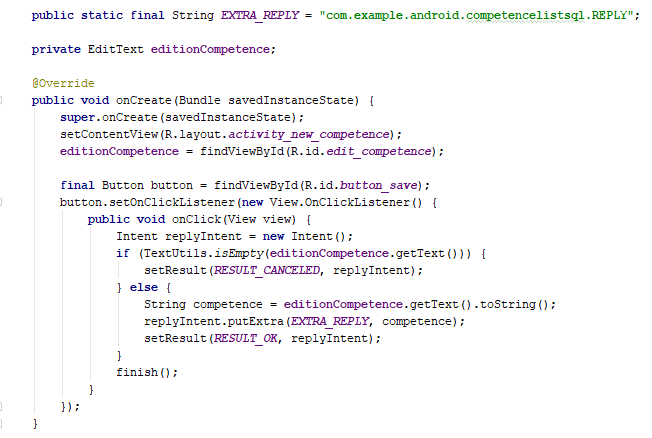 public static final String EXTRA_REPLY = "com.example.android.competencelistsql.REPLY";
private EditText editionCompetence;
@Override
public void onCreate(Bundle savedInstanceState) {
super.onCreate(savedInstanceState);
setContentView(R.layout.activity_new_competence);
editionCompetence = findViewById(R.id.edit_competence);
final Button button = findViewById(R.id.button_save);
button.setOnClickListener(new View.OnClickListener() {
public void onClick(View view) {
Intent replyIntent = new Intent();
if (TextUtils.isEmpty(editionCompetence.getText())) {
setResult(RESULT_CANCELED, replyIntent);
} else {
String competence = editionCompetence.getText().toString();
replyIntent.putExtra(EXTRA_REPLY, competence);
setResult(RESULT_OK, replyIntent);
}
finish();
}
});
}